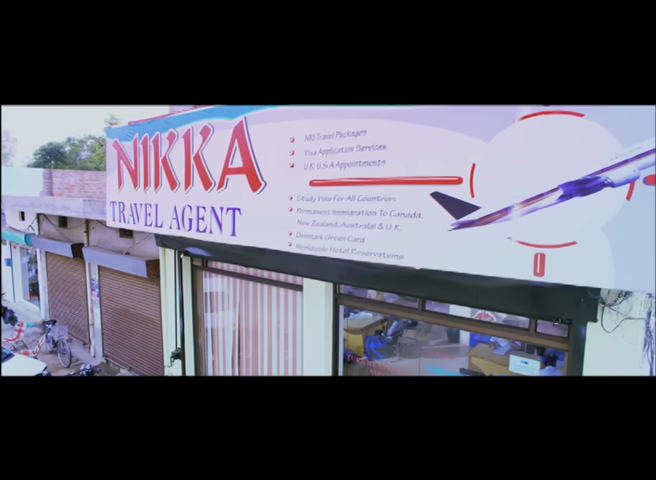 NIKKA
TRAVEL AGENT
NRI Travel Packages
Visa Application Services
U.K U.S.A Appointments
Study Visa For All Countries
Permanent Immigration To Canada,
New Zealand, Australai & U.K.
Denmark Green Card
Worldwide Hotel Reservations